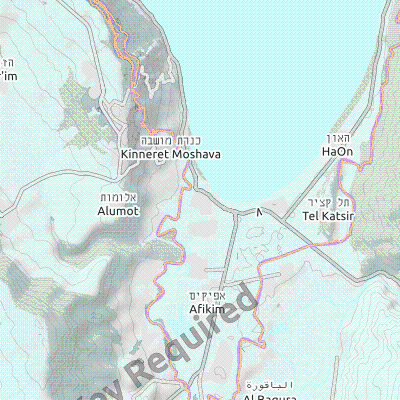 כנרת מושבה
Kinneret Moshava
האון
HaOn
אלומות
Alumot
תל קציר
Tel Katsir
אפיקים
Afikim
Key Required
الباقورة
Al Baqura